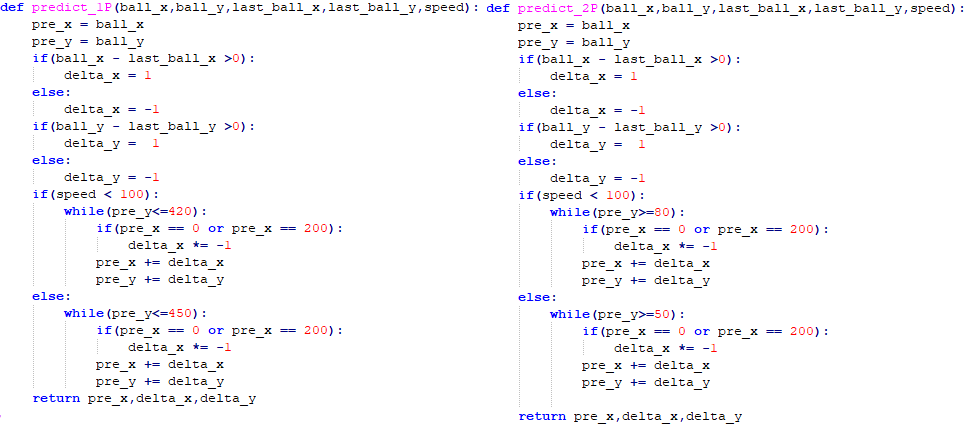 def predict_1P(ball_x,ball_y,last_ball_x,last_ball_y,speed):
    pre_x = ball_x
    pre_y = ball_y
    if(ball_x - last_ball_x >0):
        delta_x = 1
    else:
        delta_x = -1
    if(ball_y - last_ball_y >0):
        delta_y =  1
    else:
        delta_y = -1
    if(speed < 100):
        while(pre_y<=420):
            if(pre_x == 0 or pre_x == 200):
                delta_x *= -1
            pre_x += delta_x
            pre_y += delta_y
    else:
        while(pre_y<=450):
            if(pre_x == 0 or pre_x == 200):
                delta_x *= -1
            pre_x += delta_x
            pre_y += delta_y
    return pre_x,delta_x,delta_y
def predict_2P(ball_x,ball_y,last_ball_x,last_ball_y,speed):
    pre_x = ball_x
    pre_y = ball_y
    if(ball_x - last_ball_x >0):
        delta_x = 1
    else:
        delta_x = -1
    if(ball_y - last_ball_y >0):
        delta_y =  1
    else:
        delta_y = -1
    if(speed < 100):
        while(pre_y>=80):
            if(pre_x == 0 or pre_x == 200):
                delta_x *= -1
            pre_x += delta_x
            pre_y += delta_y
    else:
        while(pre_y>=50):
            if(pre_x == 0 or pre_x == 200):
                delta_x *= -1
            pre_x += delta_x
            pre_y += delta_y
    return pre_x,delta_x,delta_y